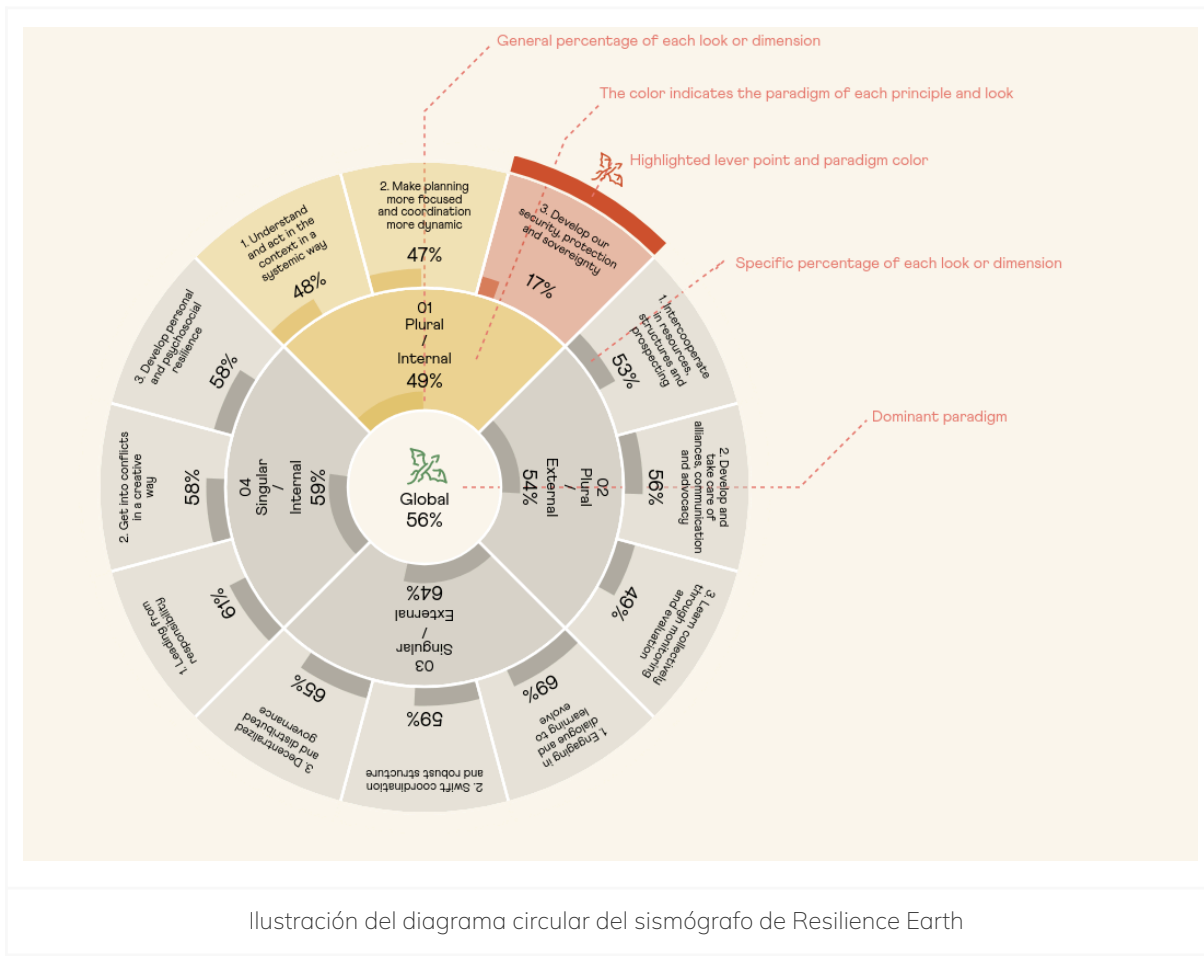 General percentage of each look or dimension
The color indicates the paradigm of each principle and look
Highlighted lever point and paradigm color
Specific percentage of each look or dimension
Dominant paradigm
1. Understand
and act in the
context in a
systemic way
48%
2. Make planning
more focused
and coordination
more dynamic
47%
3. Develop our
security, protection
and sovereignty
17%
01
Plural
/
Internal
49%
1. Intercooperate
in resources,
structures and
prospecting
53%
2. Develop and
take care of
alliances, communication
and advocacy
56%
3. Learn collectively
through monitoring
and evaluation
49%
02
Plural
/
External
54%
1. Engaging in
dialogue and
learning to
evolve
69%
2. Swift coordination
and robust structure
59%
3. Decentralized
and distributed
governance
65%
03
Singular
/
External
64%
1. Leading from
responsibility
61%
2. Get into conflicts
in a creative
way
58%
3. Develop personal
and psychosocial
resilience
58%
04
Singular
/
Internal
59%
Global
56%
Ilustración del diagrama circular del sismógrafo de Resilience Earth